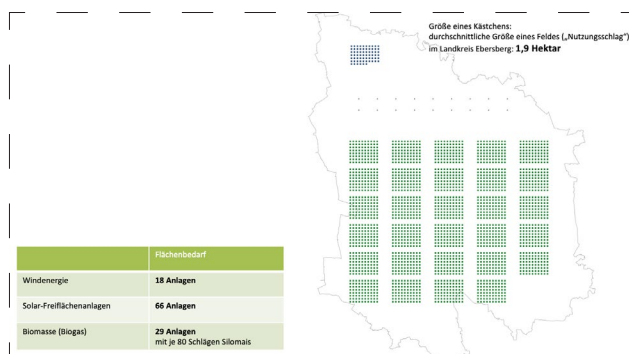 Größe eines Kästchens:
durchschnittliche Größe eines Feldes („Nutzungsschlag")
im Landkreis Ebersberg: 1,9 Hektar
Flächenbedarf
Windenergie 18 Anlagen
Solar-Freiflächenanlagen 66 Anlagen
Biomasse (Biogas) 29 Anlagen
mit je 80 Schlägen Silomais